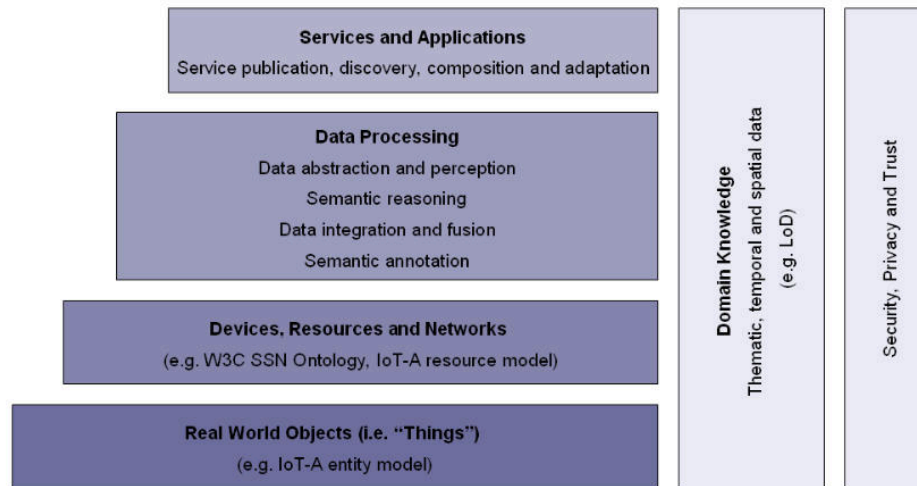 Services and Applications
Service publication, discovery, composition and adaptation
Data Processing
Data abstraction and perception
Semantic reasoning
Data integration and fusion
Semantic annotation
Devices, Resources and Networks
(e.g. W3C SSN Ontology, IoT-A resource model)
Real World Objects (i.e. “Things”)
(e.g. IoT-A entity model)
Domain Knowledge
Thematic, temporal and spatial data
(e.g. LoD)
Security, Privacy and Trust